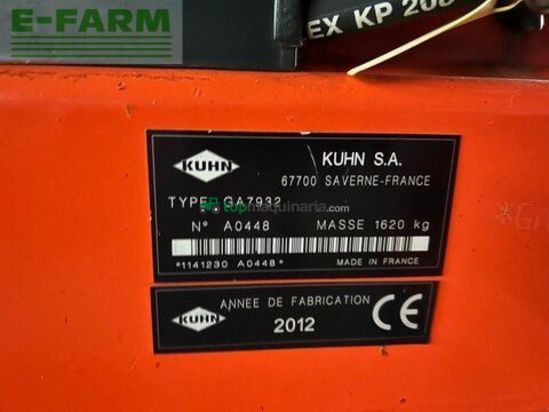 E-FARM
EX KP 200
KUHN
KUHN S.A.
67700 SAVERNE-FRANCE
TYPE GA7932
topmaquinaria.com
N° A0448 MASSE 1620 kg
*1141230 A0448*
MADE IN FRANCE
KUHN
ANNEE DE FABRICATION
2012
CE